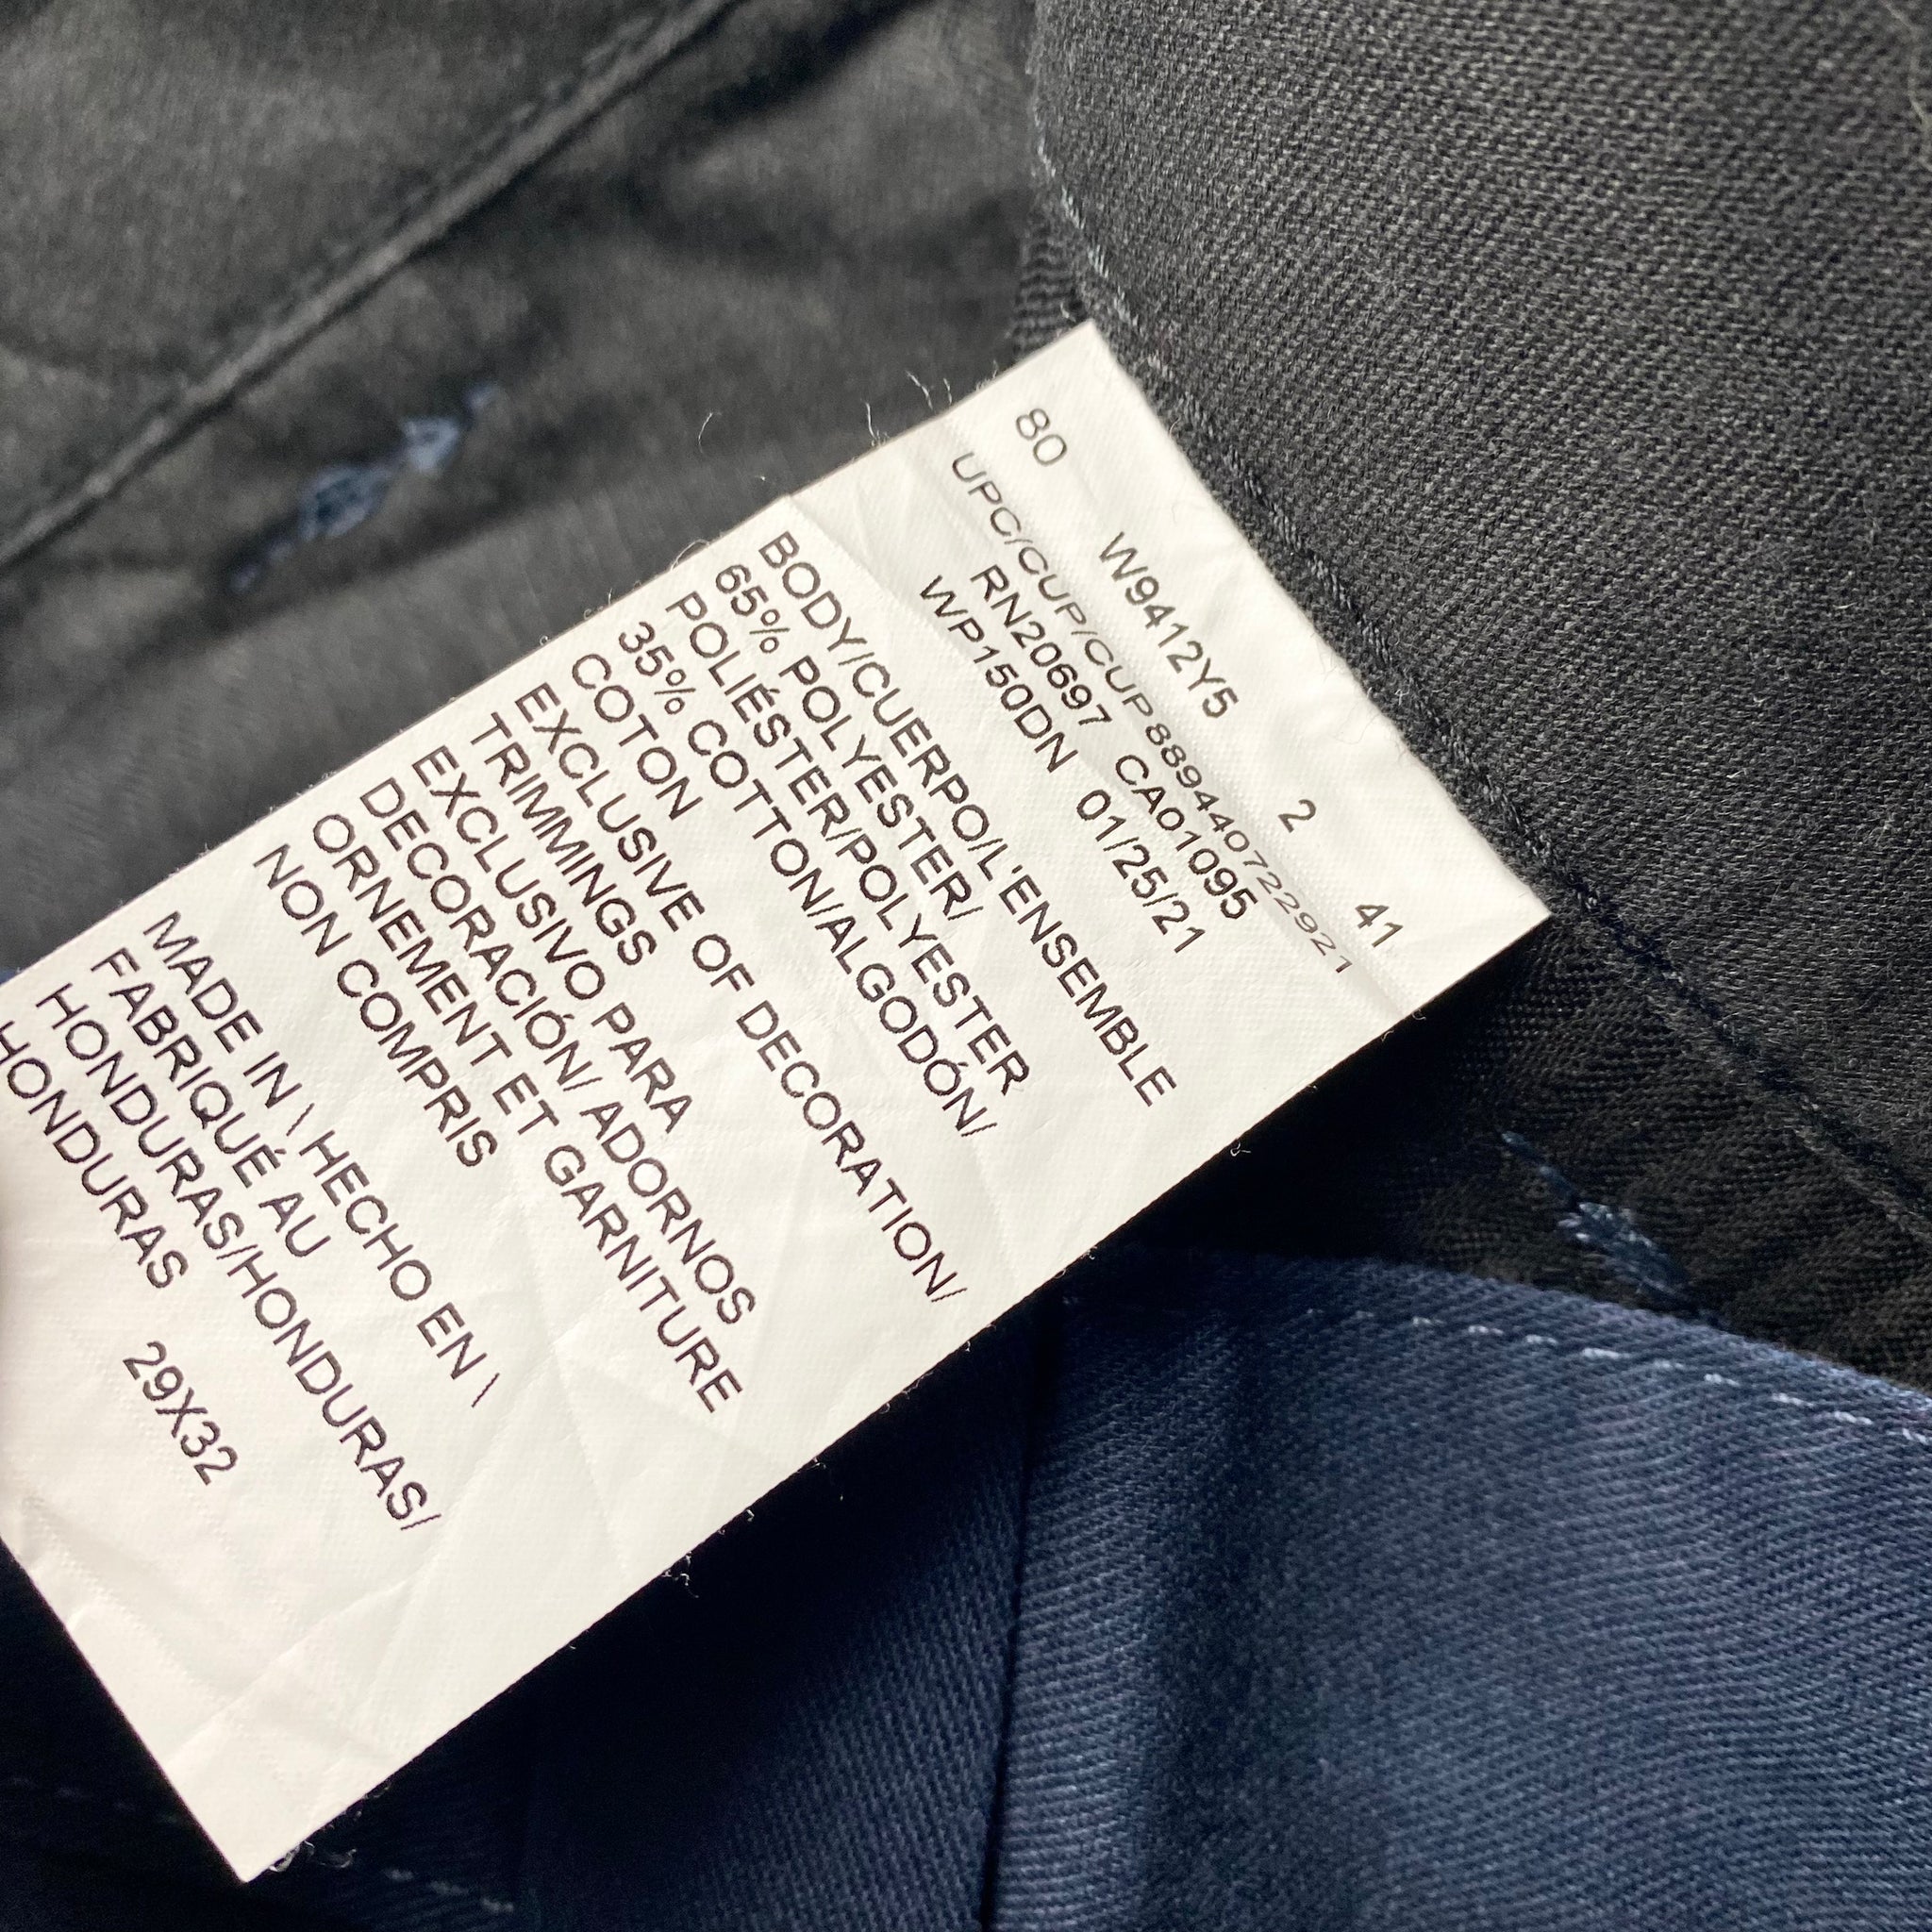 80 W9412Y5 2 41
UPC/CUP/CUP 889440722921
RN20697 CA01095
WP150DN 01/25/21
BODY/CUERPO/L'ENSEMBLE
65% POLYESTER/
POLIÉSTER/POLYESTER
35% COTTON/ALGODÓN/
COTON
EXCLUSIVE OF DECORATION/
TRIMMINGS
EXCLUSIVO PARA
DECORACIÓN/ ADORNOS
ORNEMENT ET GARNITURE
NON COMPRIS
MADE IN \ HECHO EN \
FABRIQUÉ AU
HONDURAS/HONDURAS/
HONDURAS
29X32